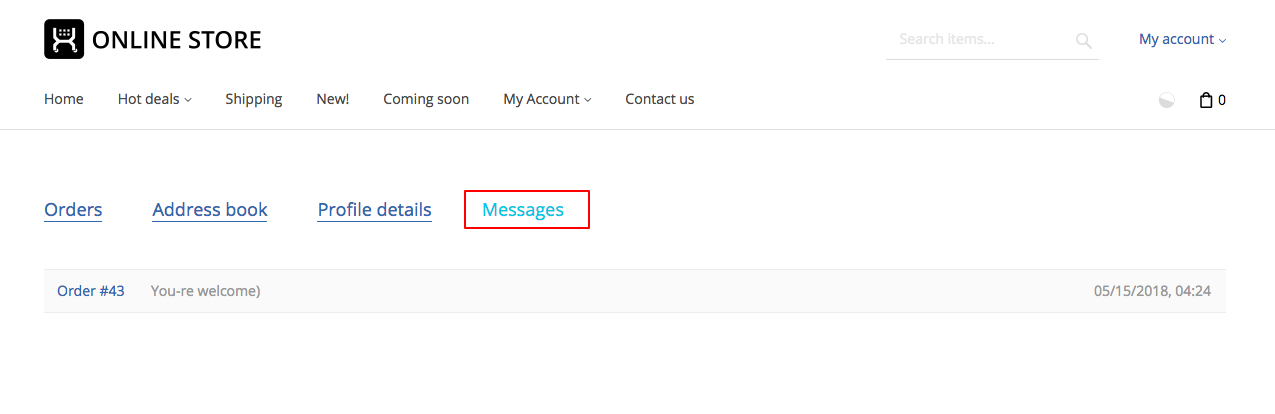 ONLINE STORE
Search items...
My account
Home Hot deals Shipping New! Coming soon My Account Contact us 0
Orders Address book Profile details Messages
Order #43 You-re welcome) 05/15/2018, 04:24